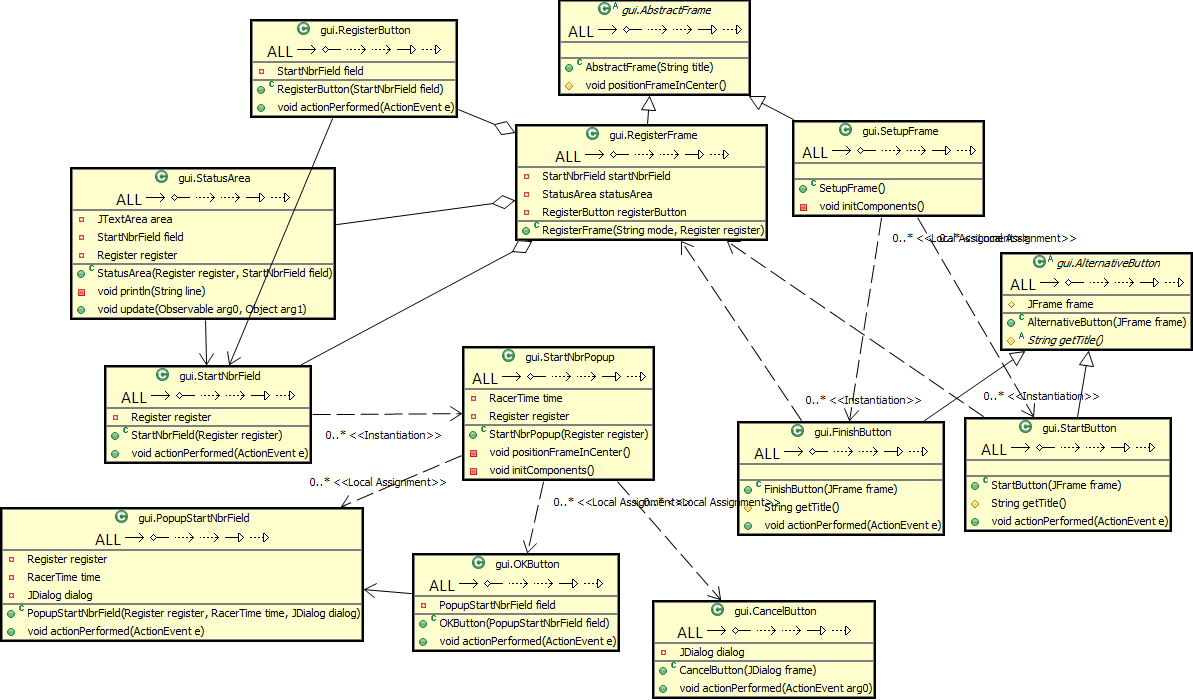 gui.RegisterButton
ALL
StartNbrField field
RegisterButton(StartNbrField field)
void actionPerformed(ActionEvent e)
gui.AbstractFrame
ALL
AbstractFrame(String title)
void positionFrameInCenter()
gui.RegisterFrame
ALL
StartNbrField startNbrField
StatusArea statusArea
RegisterButton registerButton
RegisterFrame(String mode, Register register)
gui.SetupFrame
ALL
SetupFrame()
void initComponents()
gui.StatusArea
ALL
JTextArea area
StartNbrField field
Register register
StatusArea(Register register, StartNbrField field)
void println(String line)
void update(Observable arg0, Object arg1)
0..* <<Local Assignment>>
0..* <<Local Assignment>>
gui.AlternativeButton
ALL
JFrame frame
AlternativeButton(JFrame frame)
String getTitle()
gui.StartNbrField
ALL
Register register
StartNbrField(Register register)
void actionPerformed(ActionEvent e)
gui.StartNbrPopup
ALL
RacerTime time
Register register
StartNbrPopup(Register register)
void positionFrameInCenter()
void initComponents()
0..* <<Instantiation>>
0..* <<Instantiation>>
0..* <<Instantiation>>
gui.FinishButton
ALL
FinishButton(JFrame frame)
String getTitle()
void actionPerformed(ActionEvent e)
gui.StartButton
ALL
StartButton(JFrame frame)
String getTitle()
void actionPerformed(ActionEvent e)
0..* <<Local Assignment>>
0..* <<Local Assignment>>
0..* <<Local Assignment>>
gui.PopupStartNbrField
ALL
Register register
RacerTime time
JDialog dialog
PopupStartNbrField(Register register, RacerTime time, JDialog dialog)
void actionPerformed(ActionEvent e)
gui.OKButton
ALL
PopupStartNbrField field
OKButton(PopupStartNbrField field)
void actionPerformed(ActionEvent e)
gui.CancelButton
ALL
JDialog dialog
CancelButton(JDialog frame)
void actionPerformed(ActionEvent arg0)